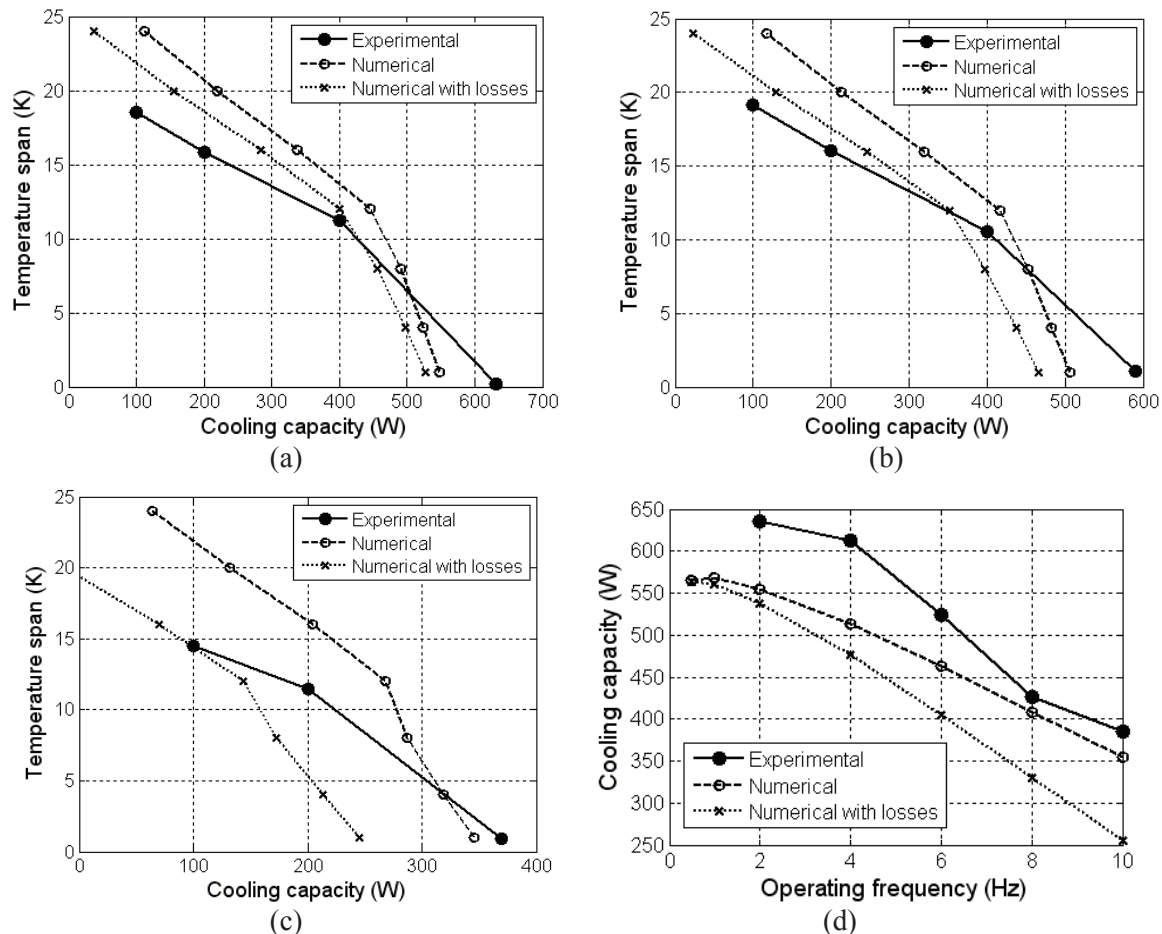 25
20
15
10
5
0
Temperature span (K)
Experimental
Numerical
Numerical with losses
0 100 200 300 400 500 600 700
Cooling capacity (W)
(a)
25
20
15
10
5
0
Temperature span (K)
Experimental
Numerical
Numerical with losses
0 100 200 300 400 500 600
Cooling capacity (W)
(b)
25
20
15
10
5
0
Temperature span (K)
Experimental
Numerical
Numerical with losses
100 200 300 400
Cooling capacity (W)
(c)
650
600
550
500
450
400
350
300
250
Cooling capacity (W)
Experimental
Numerical
Numerical with losses
0 2 4 6 8 10
Operating frequency (Hz)
(d)